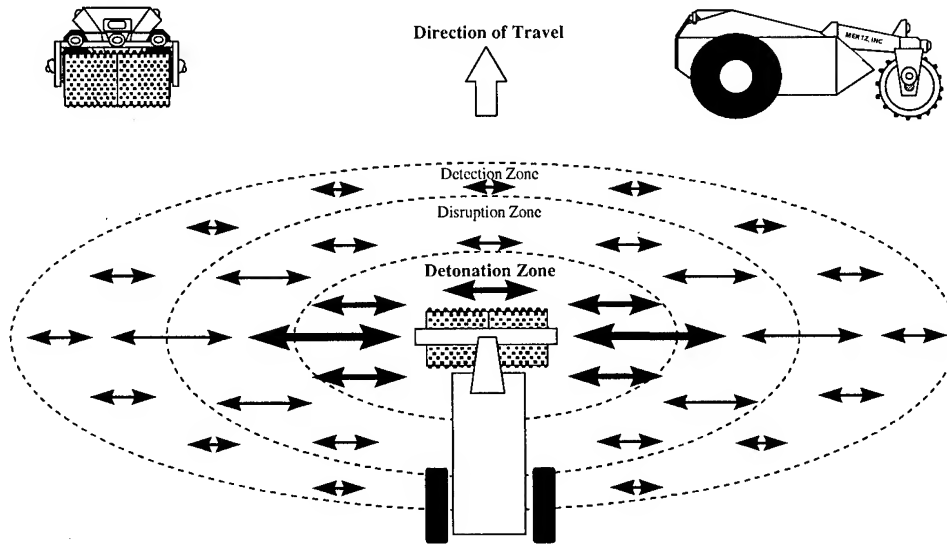 Direction of Travel
MERTZ, INC
Detection Zone
Disruption Zone
Detonation Zone